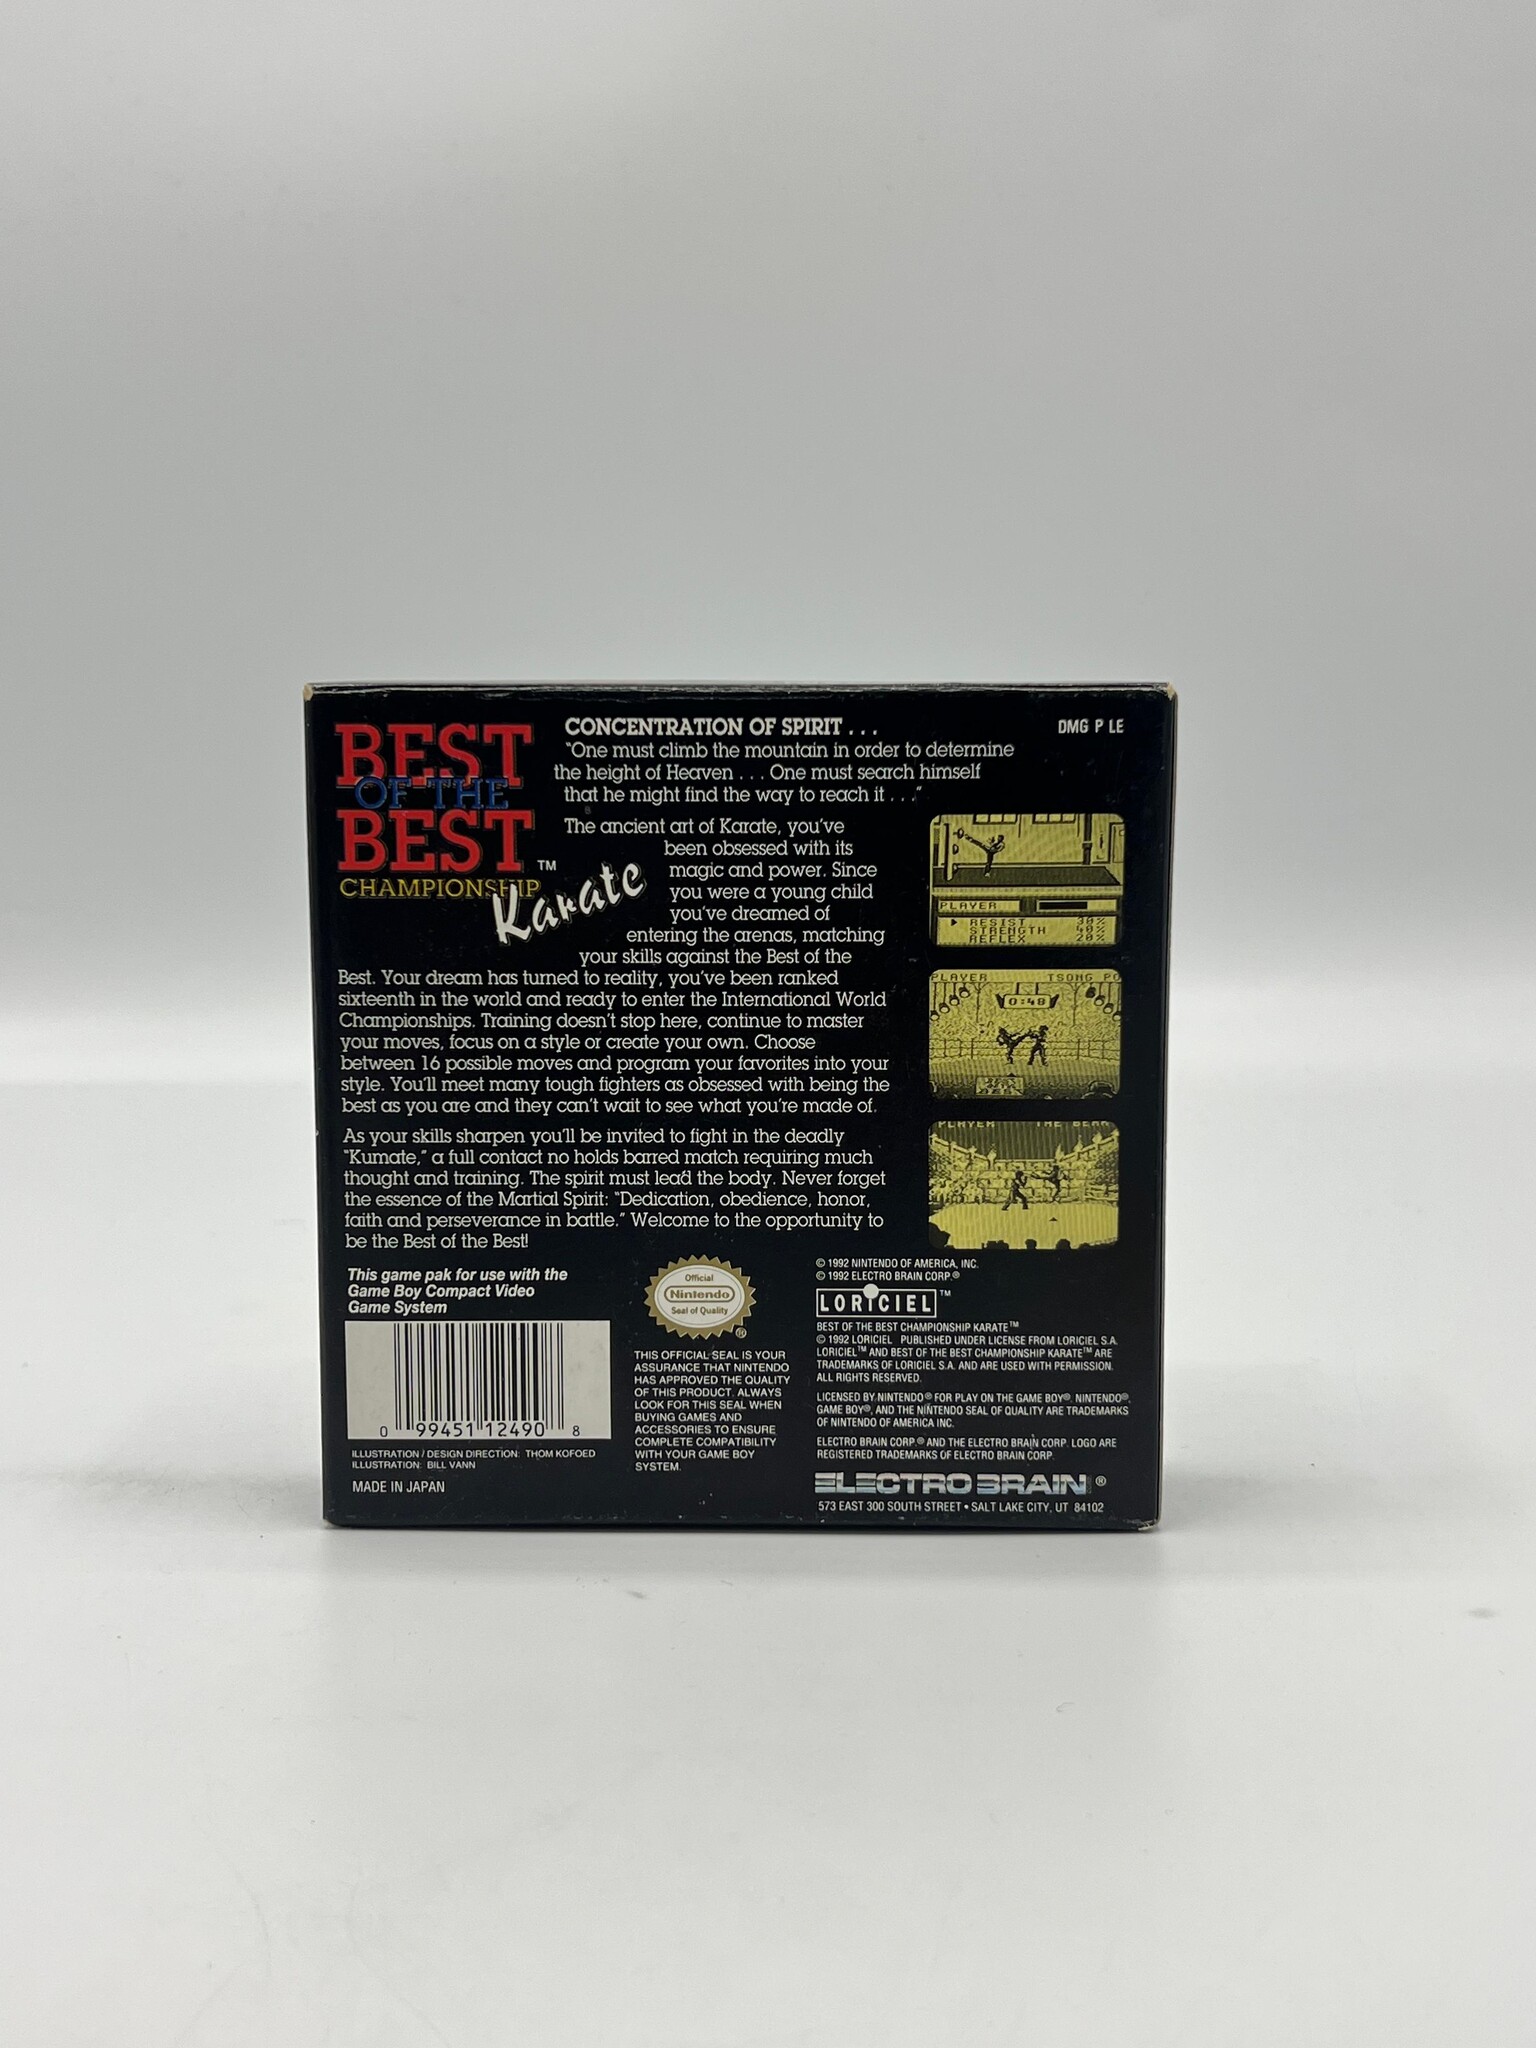 BEST
OF THE
BEST™
CHAMPIONSHIP
Karate
CONCENTRATION OF SPIRIT . . .
"One must climb the mountain in order to determine
the height of Heaven . . . One must search himself
that he might find the way to reach it . . ."
DMG P LE
The ancient art of Karate, you've
been obsessed with its
magic and power. Since
you were a young child
you've dreamed of
entering the arenas, matching
your skills against the Best of the
Best. Your dream has turned to reality, you've been ranked
sixteenth in the world and ready to enter the International World
Championships. Training doesn't stop here, continue to master
your moves, focus on a style or create your own. Choose
between 16 possible moves and program your favorites into your
style. You'll meet many tough fighters as obsessed with being the
best as you are and they can't wait to see what you're made of.
As your skills sharpen you'll be invited to fight in the deadly
"Kumate," a full contact no holds barred match requiring much
thought and training. The spirit must lead the body. Never forget
the essence of the Martial Spirit: "Dedication, obedience, honor,
faith and perseverance in battle." Welcome to the opportunity to
be the Best of the Best!
PLAYER
RESIST 30%
STRENGTH 40%
REFLEX 20%
PLAYER TSONG PO
0:48
PLAYER THE BEAR
This game pak for use with the
Game Boy Compact Video
Game System
0 99451 12490 8
ILLUSTRATION / DESIGN DIRECTION: THOM KOFOED
ILLUSTRATION: BILL VANN
MADE IN JAPAN
Official
Nintendo
Seal of Quality
®
THIS OFFICIAL SEAL IS YOUR
ASSURANCE THAT NINTENDO
HAS APPROVED THE QUALITY
OF THIS PRODUCT. ALWAYS
LOOK FOR THIS SEAL WHEN
BUYING GAMES AND
ACCESSORIES TO ENSURE
COMPLETE COMPATIBILITY
WITH YOUR GAME BOY
SYSTEM.
© 1992 NINTENDO OF AMERICA, INC.
© 1992 ELECTRO BRAIN CORP.®
LORICIEL™
BEST OF THE BEST CHAMPIONSHIP KARATE™
© 1992 LORICIEL PUBLISHED UNDER LICENSE FROM LORICIEL S.A.
LORICIEL™ AND BEST OF THE BEST CHAMPIONSHIP KARATE™ ARE
TRADEMARKS OF LORICIEL S.A. AND ARE USED WITH PERMISSION.
ALL RIGHTS RESERVED.
LICENSED BY NINTENDO® FOR PLAY ON THE GAME BOY®. NINTENDO®,
GAME BOY®, AND THE NINTENDO SEAL OF QUALITY ARE TRADEMARKS
OF NINTENDO OF AMERICA INC.
ELECTRO BRAIN CORP.® AND THE ELECTRO BRAIN CORP. LOGO ARE
REGISTERED TRADEMARKS OF ELECTRO BRAIN CORP.
ELECTRO BRAIN®
573 EAST 300 SOUTH STREET • SALT LAKE CITY, UT 84102